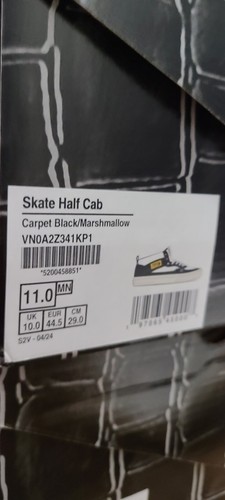 Skate Half Cab
Carpet Black/Marshmallow
VN0A2Z341KP1
*5200458851*
11.0 MN
UK EUR CM
10.0 44.5 29.0
S2V - 04/24